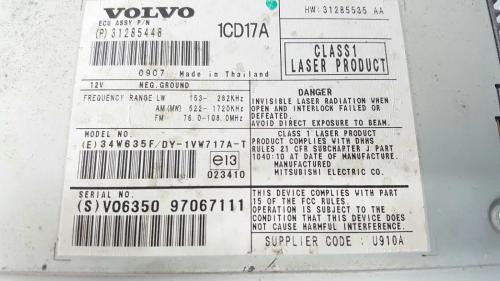 VOLVO
ECU ASSY P/N
(P) 31285448
1CD17A
HW: 31285535 AA
0907 Made in Thailand
12V NEG.GROUND
FREQUENCY RANGE LW 153- 282KHz
AM(MW) 522-1720KHz
FM 76.0-108.0MHz
MODEL NO.
(E) 34W635F/DY-1VW717A-T
e13
023410
SERIAL NO.
(S) V06350 97067111
CLASS1
LASER PRODUCT
DANGER
INVISIBLE LASER RADIATION WHEN
OPEN AND INTERLOCK FAILED OR
DEFEATED.
AVOID DIRECT EXPOSURE TO BEAM.
CLASS 1 LASER PRODUCT
PRODUCT COMPLIES WITH DHHS
RULES 21 CFR SUBCHAPTER J PART
1040:10 AT DATE OF MANUFACTURE.
MANUFACTURED
MITSUBISHI ELECTRIC CO.
THIS DEVICE COMPLIES WITH PART
15 OF THE FCC RULES.
OPERATION IS SUBJECT TO THE
CONDITION THAT THIS DEVICE DOES
NOT CAUSE HARMFUL INTERFERENCE.
SUPPLIER CODE : U910A